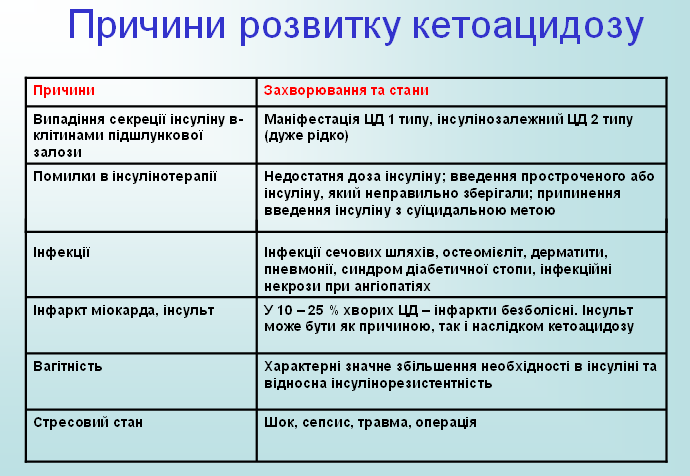 Причини розвитку кетоацидозу
Причини
Захворювання та стани
Випадіння секреції інсуліну в-
клітинами підшлункової
залози
Маніфестація ЦД 1 типу, інсулінозалежний ЦД 2 типу
(дуже рідко)
Помилки в інсулінотерапії
Недостатня доза інсуліну; введення простроченого або
інсуліну, який неправильно зберігали; припинення
введення інсуліну з суїцидальною метою
Інфекції
Інфекції сечових шляхів, остеомієліт, дерматити,
пневмонії, синдром діабетичної стопи, інфекційні
некрози при ангіопатіях
Інфаркт міокарда, інсульт
У 10 – 25 % хворих ЦД – інфаркти безболісні. Інсульт
може бути як причиною, так і наслідком кетоацидозу
Вагітність
Характерні значне збільшення необхідності в інсуліні та
відносна інсулінорезистентність
Стресовий стан
Шок, сепсис, травма, операція